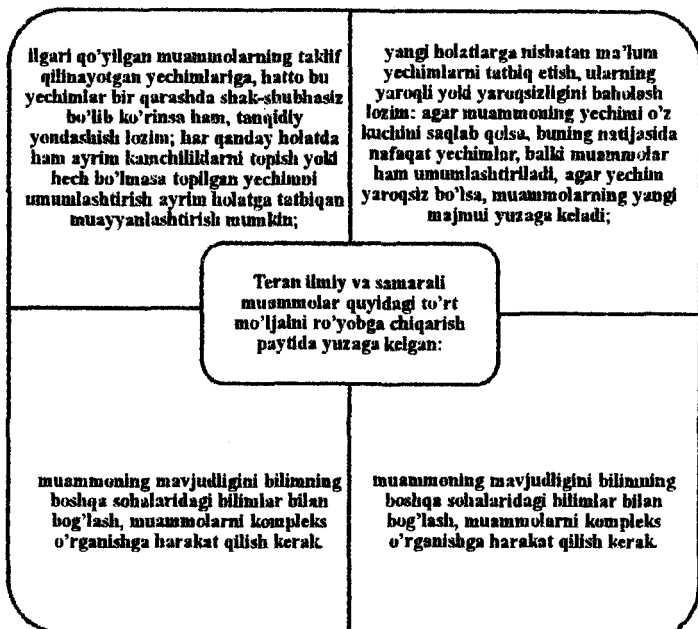 ilgari qo’yilgan muammolarning taklif
qilinayotgan yechimlariga, hatto bu
yechimlar bir qarashda shak-shubhasiz
bo’lib ko’rinsa ham, tanqidiy
yondashish lozim; har qanday holatda
ham ayrim kamchiliklarni topish yoki
hech bo’lmasa topilgan yechimni
umumlashtirish ayrim holatga tatbiqan
muayyanlashtirish mumkin;
yangi holatlarga nisbatan ma’lum
yechimlarni tatbiq etish, ularning
yaroqli yoki yaroqsizligini baholash
lozim: agar muammoning yechimi o’z
kuchini saqlab qolsa, buning natijasida
nafaqat yechimlar, balki muammolar
ham umumlashtiriladi, agar yechim
yaroqsiz bo’lsa, muammolarning yangi
majmui yuzaga keladi;
Teran ilmiy va samarali
muammolar quyidagi to’rt
mo’ljalni ro’yobga chiqarish
paytida yuzaga kelgan:
muammoning mavjudligini bilimning
boshqa sohalaridagi bilimlar bilan
bog’lash, muammolarni kompleks
o’rganishga harakat qilish kerak.
muammoning mavjudligini bilimning
boshqa sohalaridagi bilimlar bilan
bog’lash, muammolarni kompleks
o’rganishga harakat qilish kerak.